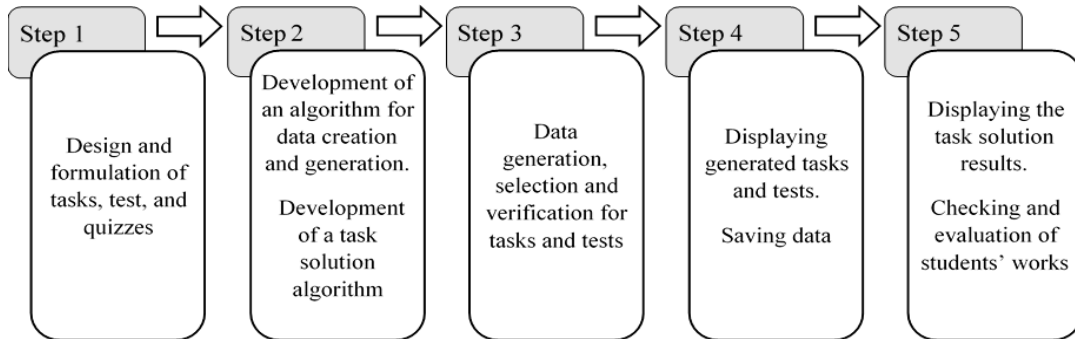 Step 1
Design and
formulation of
tasks, test, and
quizzes
Step 2
Development of
an algorithm for
data creation
and generation.
Development
of a task
solution
algorithm
Step 3
Data
generation,
selection and
verification for
tasks and tests
Step 4
Displaying
generated tasks
and tests.
Saving data
Step 5
Displaying the
task solution
results.
Checking and
evaluation of
students’ works